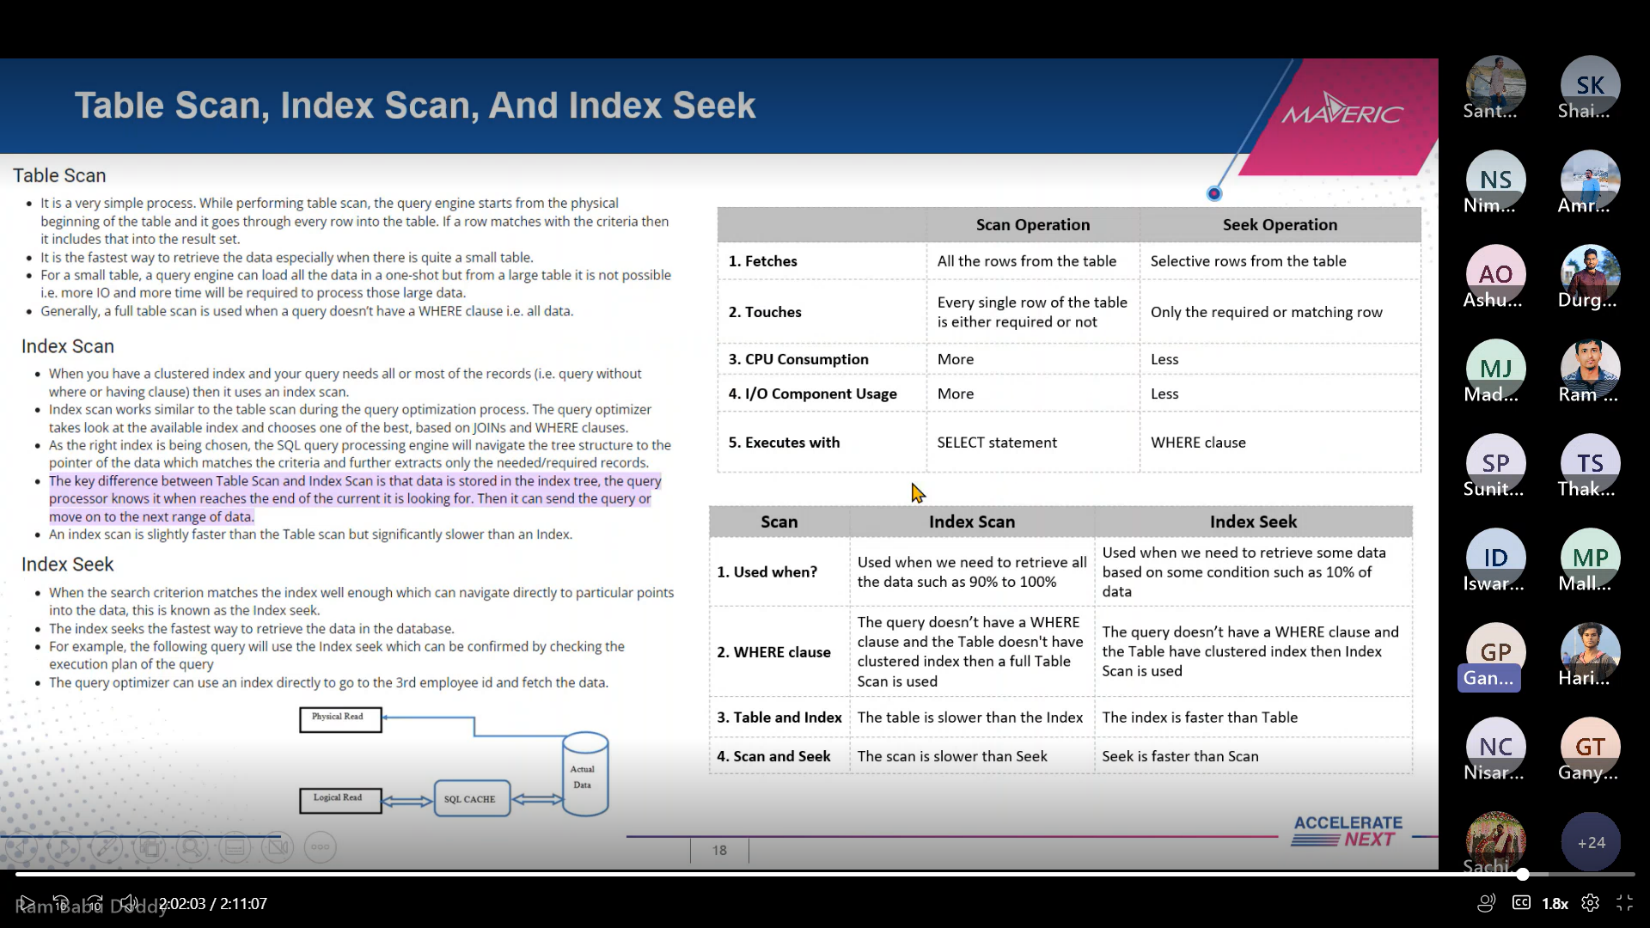 Table Scan, Index Scan, And Index Seek
MAVERIC
Table Scan
It is a very simple process. While performing table scan, the query engine starts from the physical
beginning of the table and it goes through every row into the table. If a row matches with the criteria then
it includes that into the result set.
It is the fastest way to retrieve the data especially when there is quite a small table.
For a small table, a query engine can load all the data in a one-shot but from a large table it is not possible
i.e. more IO and more time will be required to process those large data.
Generally, a full table scan is used when a query doesn't have a WHERE clause i.e. all data.
Index Scan
When you have a clustered index and your query needs all or most of the records (i.e. query without
where or having clause) then it uses an index scan.
Index scan works similar to the table scan during the query optimization process. The query optimizer
takes look at the available index and chooses one of the best, based on JOINs and WHERE clauses.
As the right index is being chosen, the SQL query processing engine will navigate the tree structure to the
pointer of the data which matches the criteria and further extracts only the needed/required records.
The key difference between Table Scan and Index Scan is that data is stored in the index tree, the query
processor knows it when reaches the end of the current it is looking for. Then it can send the query or
move on to the next range of data.
An index scan is slightly faster than the Table scan but significantly slower than an Index.
Index Seek
When the search criterion matches the index well enough which can navigate directly to particular points
into the data, this is known as the Index seek.
The index seeks the fastest way to retrieve the data in the database.
For example, the following query will use the Index seek which can be confirmed by checking the
execution plan of the query
The query optimizer can use an index directly to go to the 3rd employee id and fetch the data.
Physical Read
Actual
Data
Logical Read
SQL CACHE
Scan Operation
Seek Operation
1. Fetches
All the rows from the table
Selective rows from the table
2. Touches
Every single row of the table
is either required or not
Only the required or matching row
3. CPU Consumption
More
Less
4. I/O Component Usage
More
Less
5. Executes with
SELECT statement
WHERE clause
Scan
Index Scan
Index Seek
1. Used when?
Used when we need to retrieve all
the data such as 90% to 100%
Used when we need to retrieve some data
based on some condition such as 10% of
data
2. WHERE clause
The query doesn't have a WHERE
clause and the Table doesn't have
clustered index then a full Table
Scan is used
The query doesn't have a WHERE clause and
the Table have clustered index then Index
Scan is used
3. Table and Index
The table is slower than the Index
The index is faster than Table
4. Scan and Seek
The scan is slower than Seek
Seek is faster than Scan
ACCELERATE
NEXT
18
Sant...
SK
Shai...
NS
Nim...
Amr...
AO
Ashu...
Durg...
MJ
Mad...
Ram ...
SP
Sunit...
TS
Thak...
ID
Iswar...
MP
Mall...
GP
Gan...
Hari...
NC
Nisar...
GT
Gany...
Sachi...
+24
Ram Babu Doddy
10
10
2:02:03 / 2:11:07
CC
1.8x